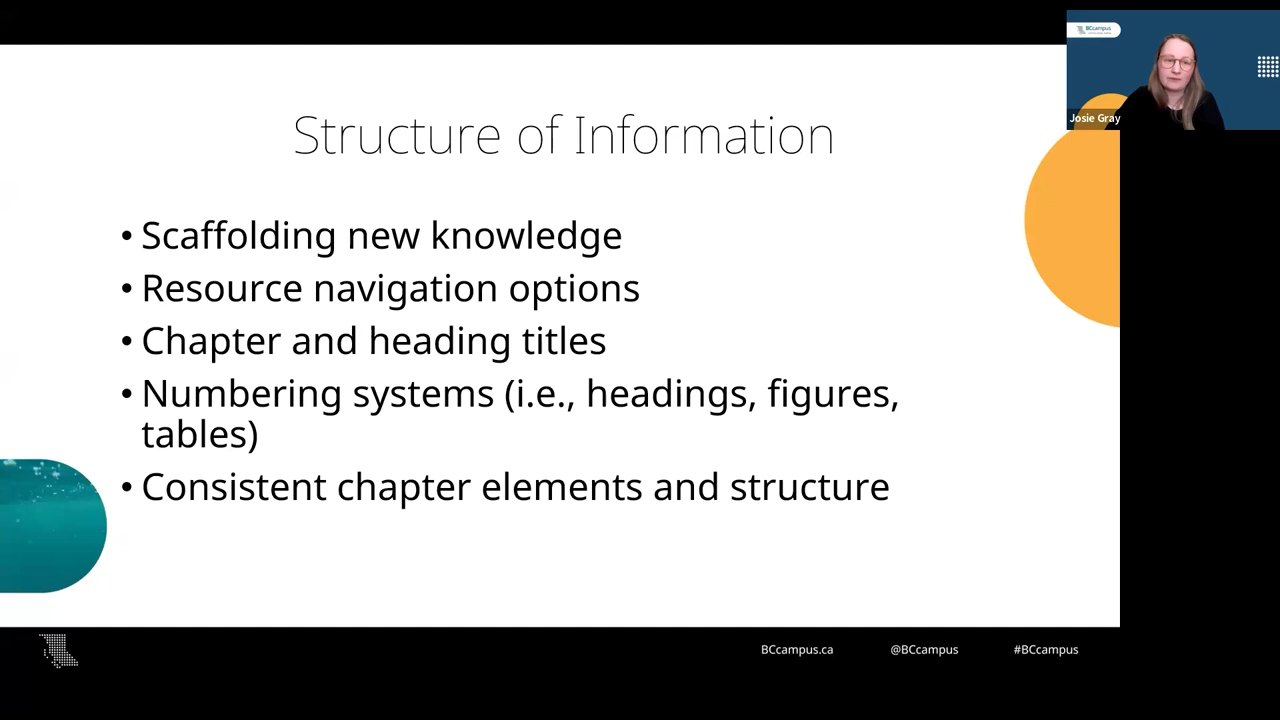 BCcampus
Josie Gray
Structure of Information
• Scaffolding new knowledge
• Resource navigation options
• Chapter and heading titles
• Numbering systems (i.e., headings, figures,
tables)
• Consistent chapter elements and structure
BCcampus.ca @BCcampus #BCcampus